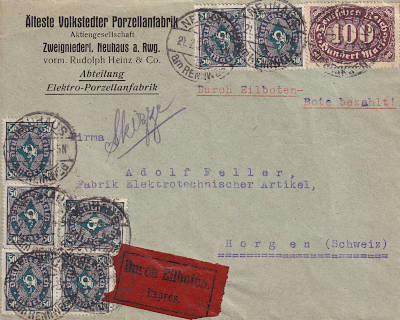 Älteste Volkstedter Porzellanfabrik
Aktiengesellschaft
Zweigniederl. Neuhaus a. Rwg.
vorm. Rudolph Heinz & Co.
Abteilung
Elektro-Porzellanfabrik
100
Durch Eilboten-
Bote bezahlt!
Skizze
Firma
Adolf Feller,
Fabrik Elektrotechnischer Artikel,
Horgen (Schweiz)
Durch Eilboten.
Exprès.